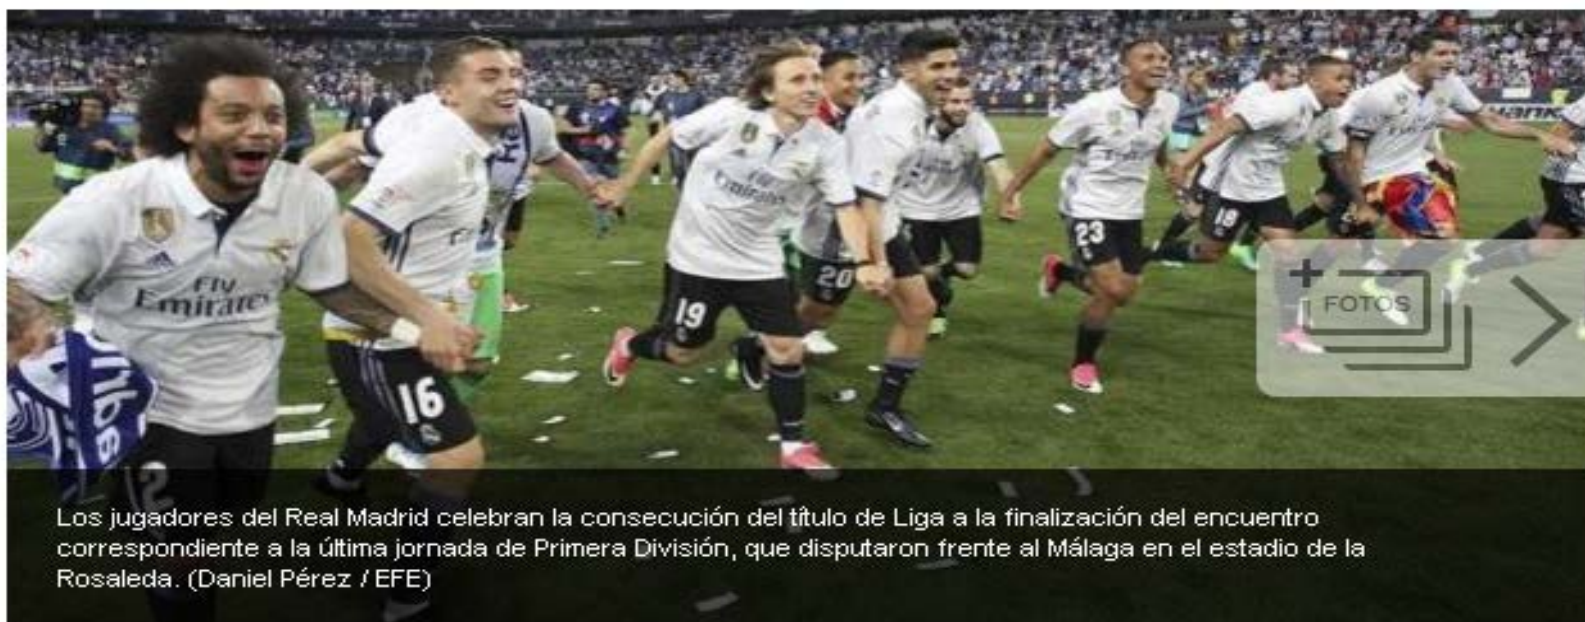 Fly
Emirates
16
19
20
23
18
2
+
FOTOS
Los jugadores del Real Madrid celebran la consecución del título de Liga a la finalización del encuentro
correspondiente a la última jornada de Primera División, que disputaron frente al Málaga en el estadio de la
Rosaleda. (Daniel Pérez / EFE)